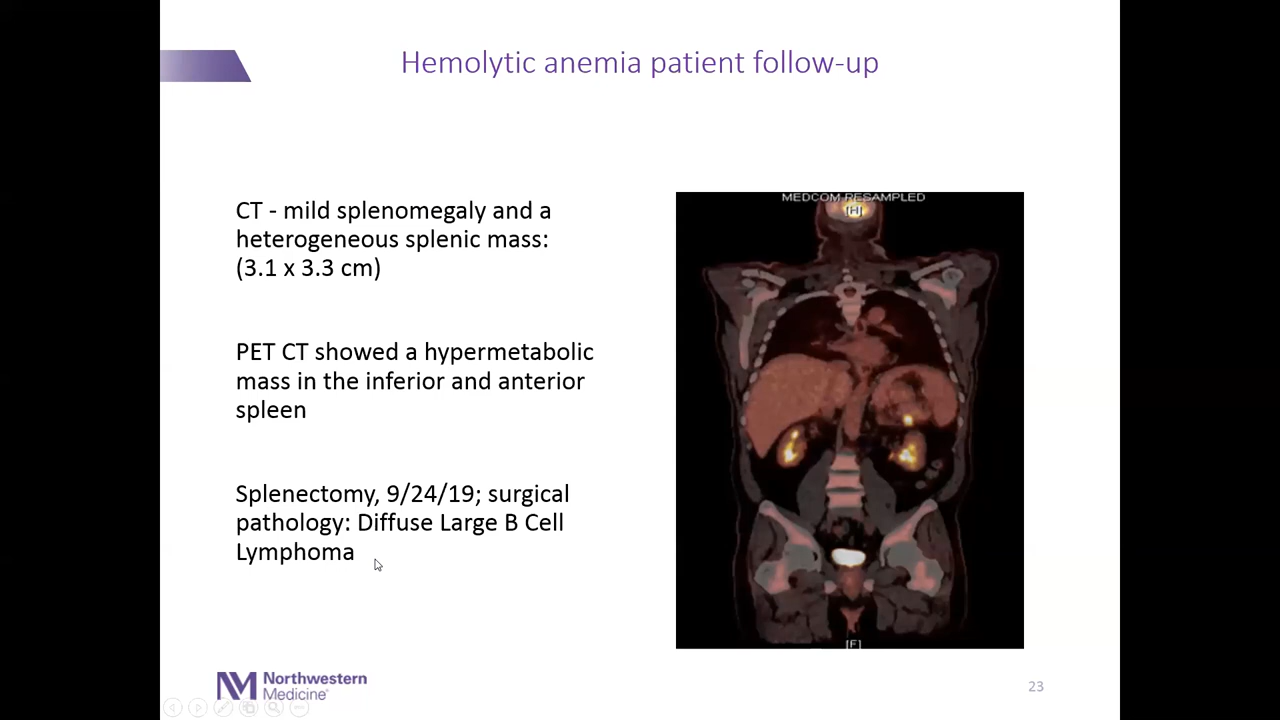 Hemolytic anemia patient follow-up
CT - mild splenomegaly and a
heterogeneous splenic mass:
(3.1 x 3.3 cm)
PET CT showed a hypermetabolic
mass in the inferior and anterior
spleen
Splenectomy, 9/24/19; surgical
pathology: Diffuse Large B Cell
Lymphoma
MEDCOM RESAMPLED
[H]
[F]
NM Northwestern
Medicine®
23